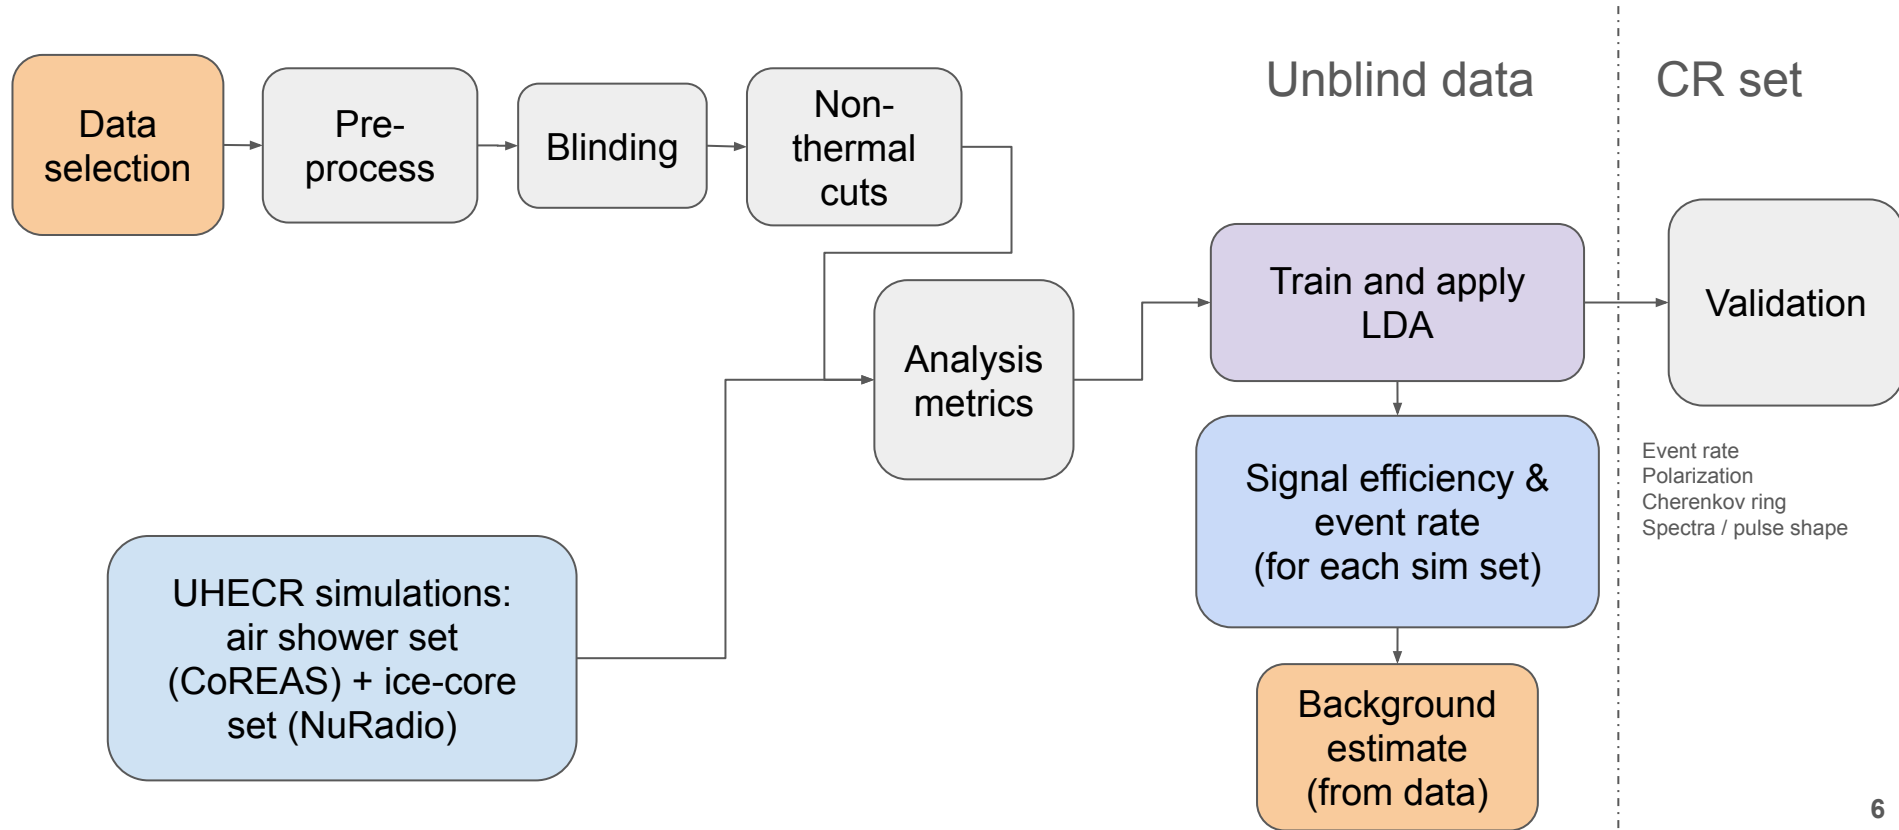 Unblind data
CR set
Data
selection
Pre-
process
Blinding
Non-
thermal
cuts
Analysis
metrics
Train and apply
LDA
Validation
Event rate
Polarization
Cherenkov ring
Spectra / pulse shape
Signal efficiency &
event rate
(for each sim set)
UHECR simulations:
air shower set
(CoREAS) + ice-core
set (NuRadio)
Background
estimate
(from data)
6